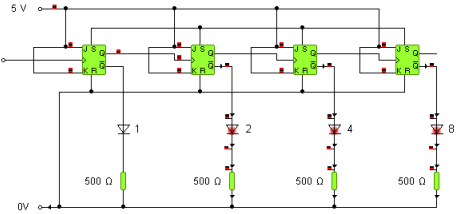 5 V
J S Q J S Q J S Q J S Q
K R Q̅ K R Q̅ K R Q̅ K R Q̅
1 2 4 8
500 Ω 500 Ω 500 Ω 500 Ω
0V